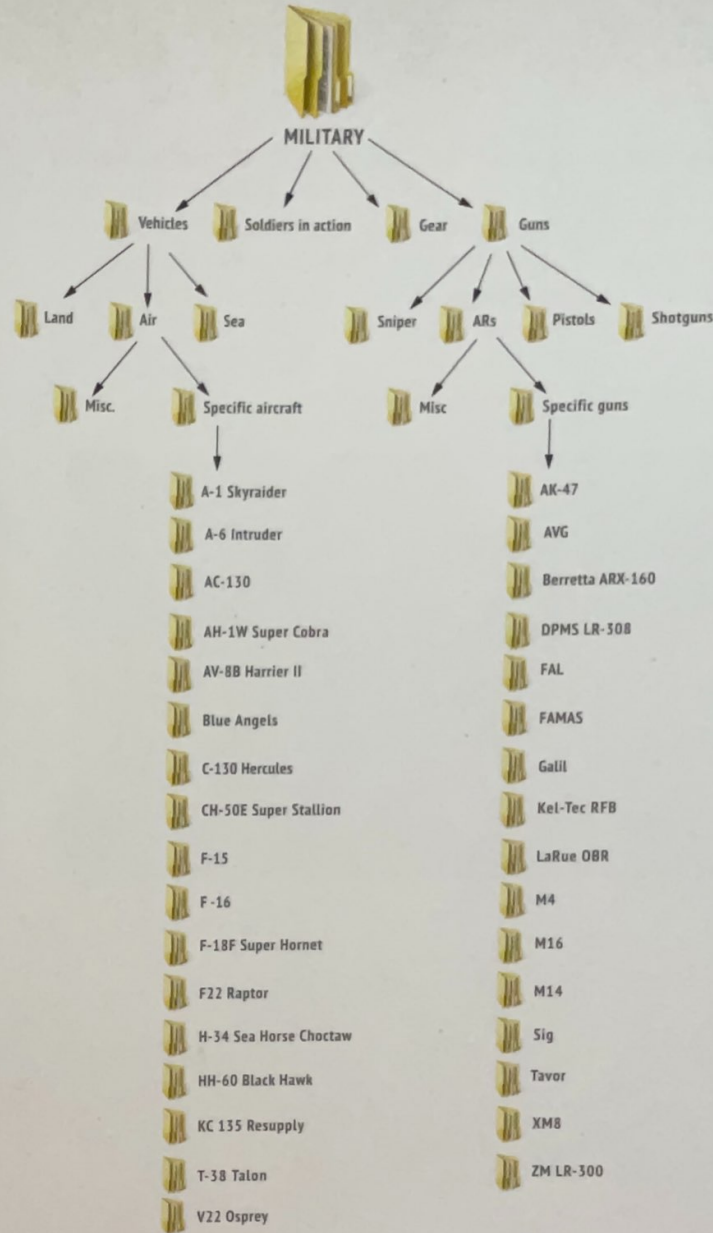 MILITARY
Vehicles
Soldiers in action
Gear
Guns
Land
Air
Sea
Sniper
ARs
Pistols
Shotguns
Misc.
Specific aircraft
Misc
Specific guns
A-1 Skyraider
A-6 Intruder
AC-130
AH-1W Super Cobra
AV-8B Harrier II
Blue Angels
C-130 Hercules
CH-50E Super Stallion
F-15
F -16
F-18F Super Hornet
F22 Raptor
H-34 Sea Horse Choctaw
HH-60 Black Hawk
KC 135 Resupply
T-38 Talon
V22 Osprey
AK-47
AVG
Berretta ARX-160
DPMS LR-308
FAL
FAMAS
Galil
Kel-Tec RFB
LaRue OBR
M4
M16
M14
Sig
Tavor
XM8
ZM LR-300